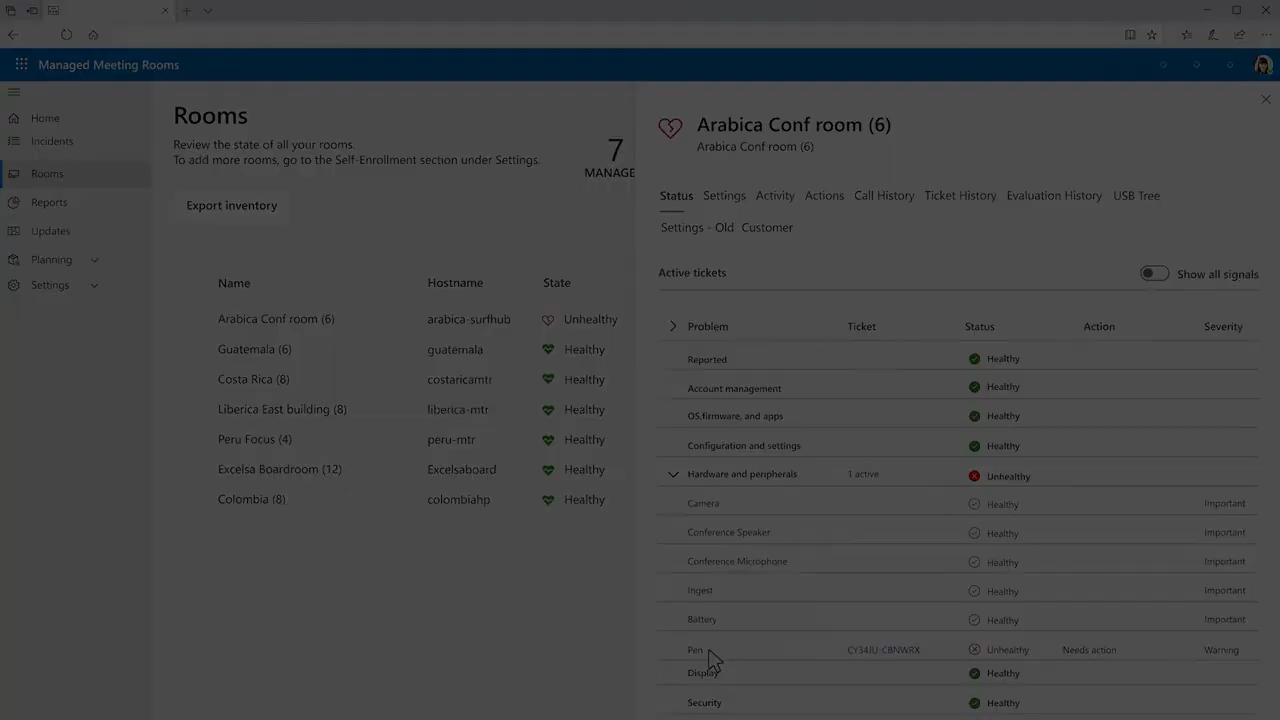 Managed Meeting Rooms
Home
Incidents
Rooms
Reports
Updates
Planning
Settings
Rooms
Review the state of all your rooms.
To add more rooms, go to the Self-Enrollment section under Settings.
7
MANAGE
Export inventory
Name Hostname State
Arabica Conf room (6) arabica-surfhub Unhealthy
Guatemala (6) guatemala Healthy
Costa Rica (8) costaricamtr Healthy
Liberica East building (8) liberica-mtr Healthy
Peru Focus (4) peru-mtr Healthy
Excelsa Boardroom (12) Excelsaboard Healthy
Colombia (8) colombiahp Healthy
Arabica Conf room (6)
Arabica Conf room (6)
Status Settings Activity Actions Call History Ticket History Evaluation History USB Tree
Settings - Old Customer
Active tickets Show all signals
Problem Ticket Status Action Severity
Reported Healthy
Account management Healthy
OS,firmware, and apps Healthy
Configuration and settings Healthy
Hardware and peripherals 1 active Unhealthy
Camera Healthy Important
Conference Speaker Healthy Important
Conference Microphone Healthy Important
Ingest Healthy Important
Battery Healthy Important
Pen CY34JU-CBNWRX Unhealthy Needs action Warning
Display Healthy
Security Healthy